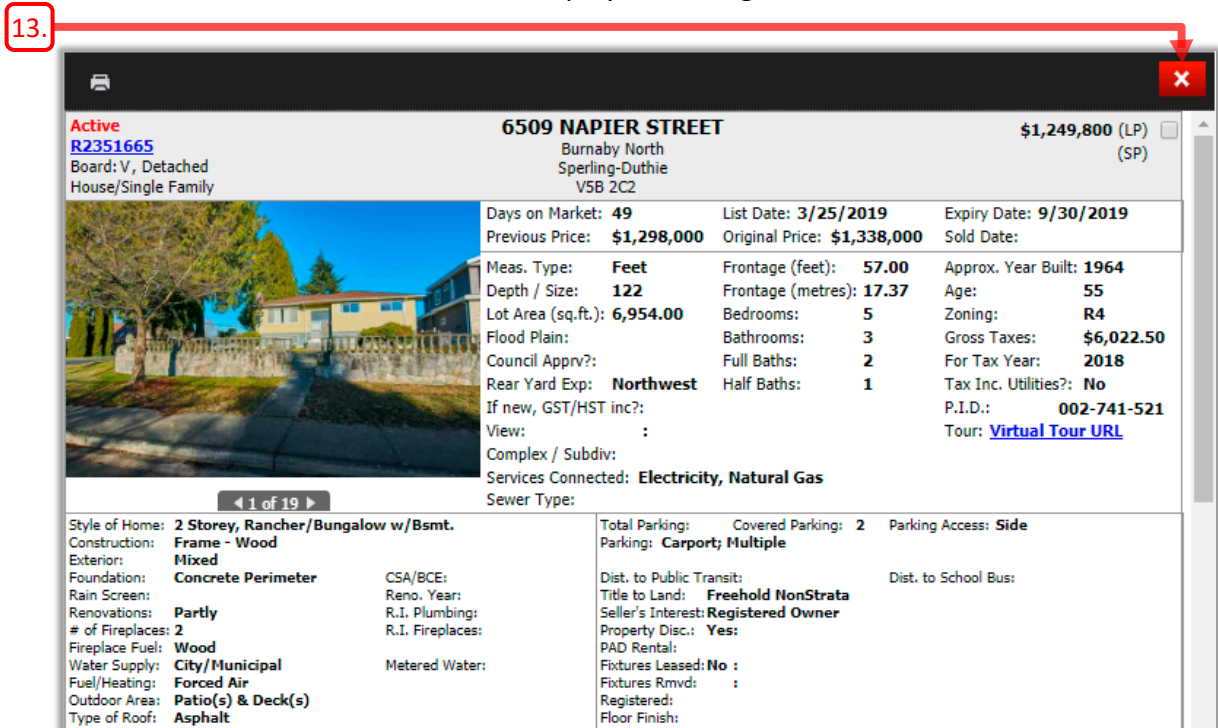 13.
Active
R2351665
Board: V, Detached
House/Single Family
6509 NAPIER STREET
Burnaby North
Sperling-Duthie
V5B 2C2
$1,249,800 (LP)
(SP)
Days on Market: 49 List Date: 3/25/2019 Expiry Date: 9/30/2019
Previous Price: $1,298,000 Original Price: $1,338,000 Sold Date:
Meas. Type: Feet Frontage (feet): 57.00 Approx. Year Built: 1964
Depth / Size: 122 Frontage (metres): 17.37 Age: 55
Lot Area (sq.ft.): 6,954.00 Bedrooms: 5 Zoning: R4
Flood Plain: Bathrooms: 3 Gross Taxes: $6,022.50
Council Apprv?: Full Baths: 2 For Tax Year: 2018
Rear Yard Exp: Northwest Half Baths: 1 Tax Inc. Utilities?: No
If new, GST/HST inc?: P.I.D.: 002-741-521
View: : Tour: Virtual Tour URL
Complex / Subdiv:
Services Connected: Electricity, Natural Gas
Sewer Type:
1 of 19
Style of Home: 2 Storey, Rancher/Bungalow w/Bsmt.
Construction: Frame - Wood
Exterior: Mixed
Foundation: Concrete Perimeter CSA/BCE:
Rain Screen: Reno. Year:
Renovations: Partly R.I. Plumbing:
# of Fireplaces: 2 R.I. Fireplaces:
Fireplace Fuel: Wood
Water Supply: City/Municipal Metered Water:
Fuel/Heating: Forced Air
Outdoor Area: Patio(s) & Deck(s)
Type of Roof: Asphalt
Total Parking: Covered Parking: 2 Parking Access: Side
Parking: Carport; Multiple
Dist. to Public Transit: Dist. to School Bus:
Title to Land: Freehold NonStrata
Seller's Interest: Registered Owner
Property Disc.: Yes:
PAD Rental:
Fixtures Leased: No :
Fixtures Rmvd: :
Registered:
Floor Finish: